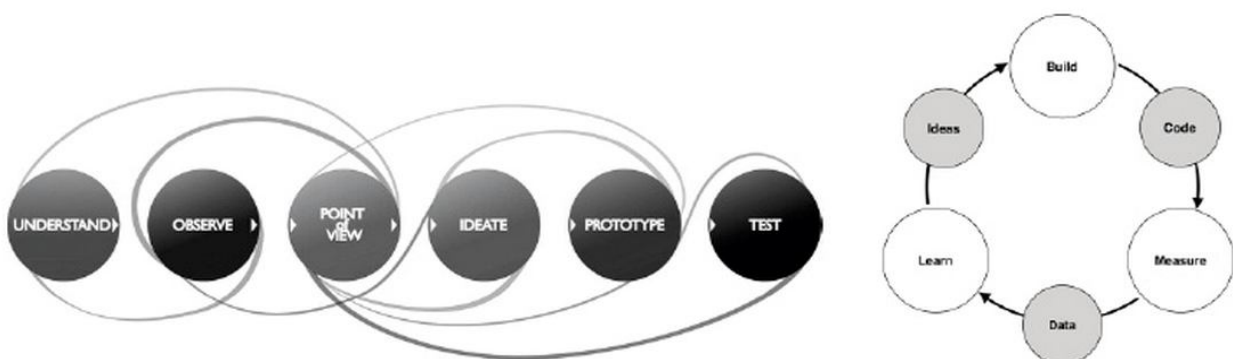 UNDERSTAND
OBSERVE
POINT
of
VIEW
IDEATE
PROTOTYPE
TEST
Build
Ideas
Code
Learn
Measure
Data